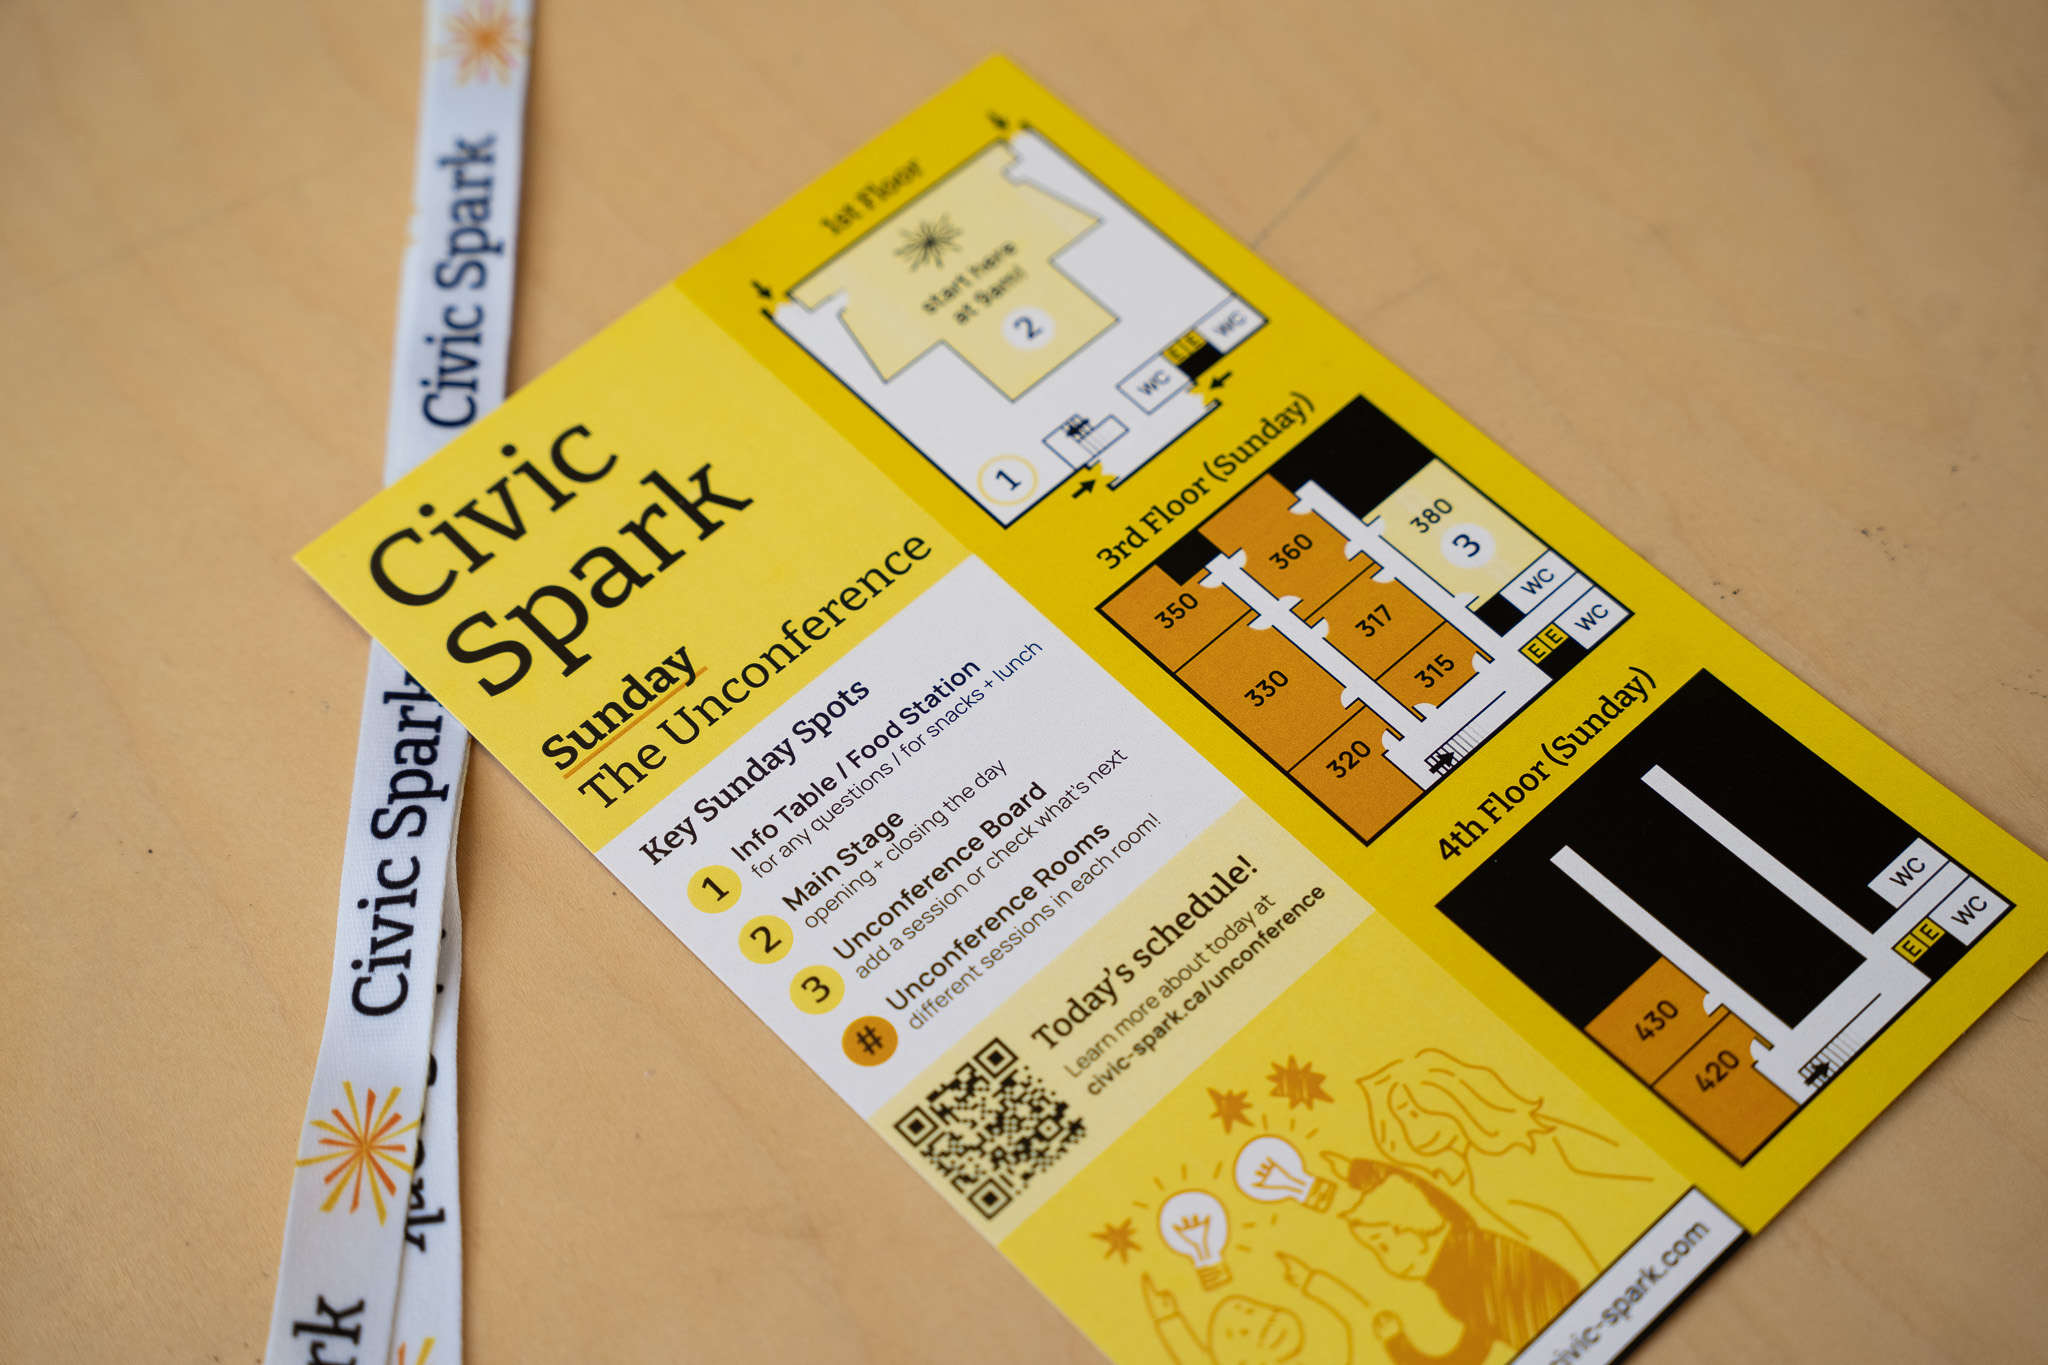 Civic Spark
Civic Spark
rk
Civic
Spark
Sunday
The Unconference
Key Sunday Spots
1
Info Table / Food Station
for any questions / for snacks + lunch
2
Main Stage
opening + closing the day
3
Unconference Board
add a session or check what's next
#
Unconference Rooms
different sessions in each room!
Today's schedule!
Learn more about today at
civic-spark.ca/unconference
civic-spark.com
1st Floor
start here
at 9am!
2
WC
E E
WC
1
3rd Floor (Sunday)
380
3
360
350
317
WC
WC
330
315
E E
320
4th Floor (Sunday)
WC
WC
E E
430
420